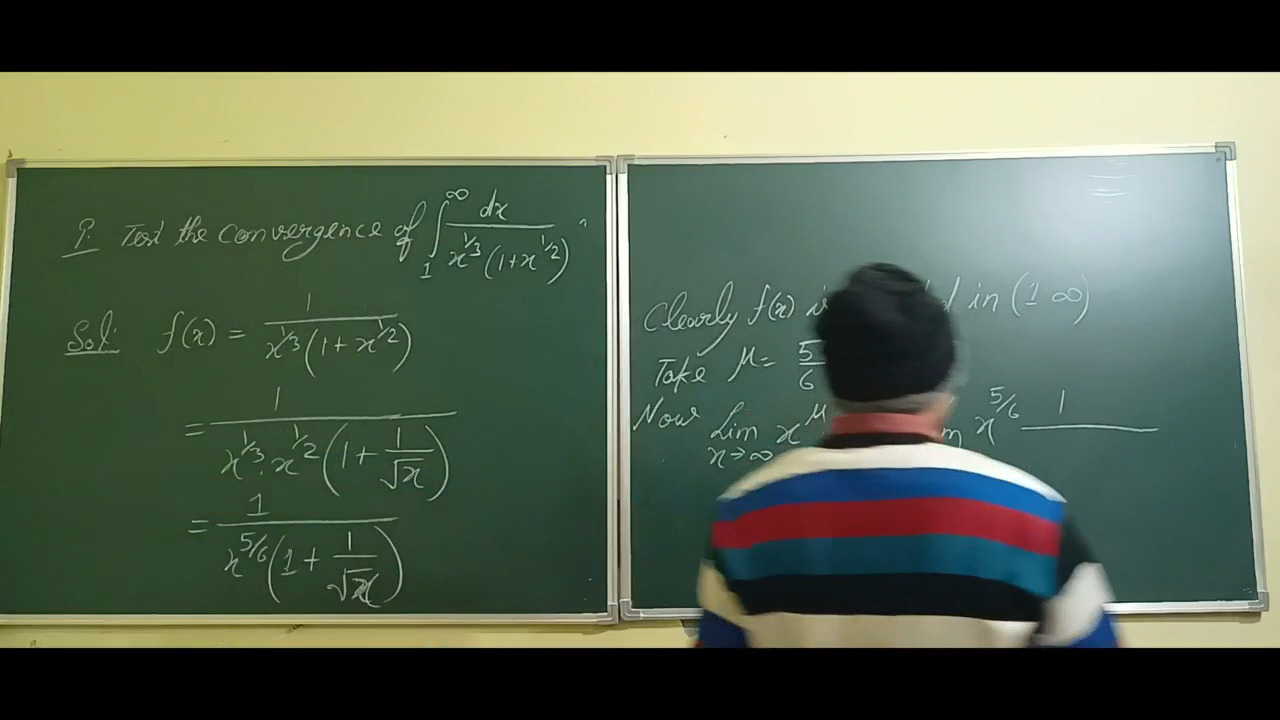 Q. Test the convergence of ∫₁^∞ dx / (x^{1/3} (1+x^{1/2}))
Sol: f(x) = 1 / (x^{1/3} (1+x^{1/2}))
= 1 / (x^{1/3} . x^{1/2} (1 + 1/√x))
= 1 / (x^{5/6} (1 + 1/√x))
Clearly f(x) in (1 ∞)
Take μ = 5/6
Now Lim x→∞ x^μ x^{5/6} 1